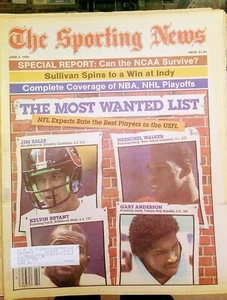 The Sporting News
SPECIAL REPORT: Can the NCAA Survive?
Sullivan Spins to a Win at Indy
Complete Coverage of NBA, NHL Playoffs
THE MOST WANTED LIST
NFL Experts Rate the Best Players in the USFL
JIM KELLY
HERSCHEL WALKER
KELVIN BRYANT
GARY ANDERSON